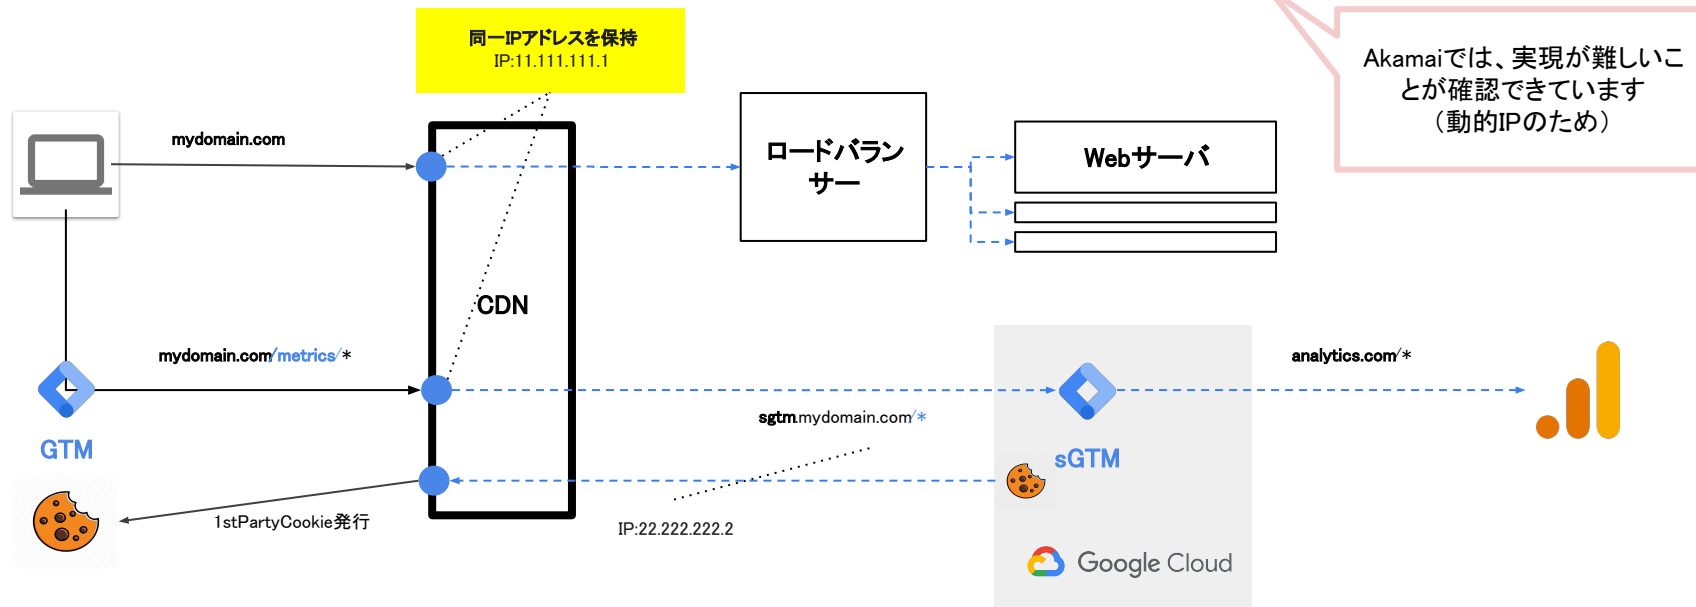 同一IPアドレスを保持
IP:11.111.111.1
Akamaiでは、実現が難しいこ
とが確認できています
（動的IPのため）
mydomain.com
ロードバラン
サー
Webサーバ
CDN
mydomain.com/metrics/*
analytics.com/*
sgtm.mydomain.com/*
GTM
sGTM
1stPartyCookie発行
IP:22.222.222.2
Google Cloud